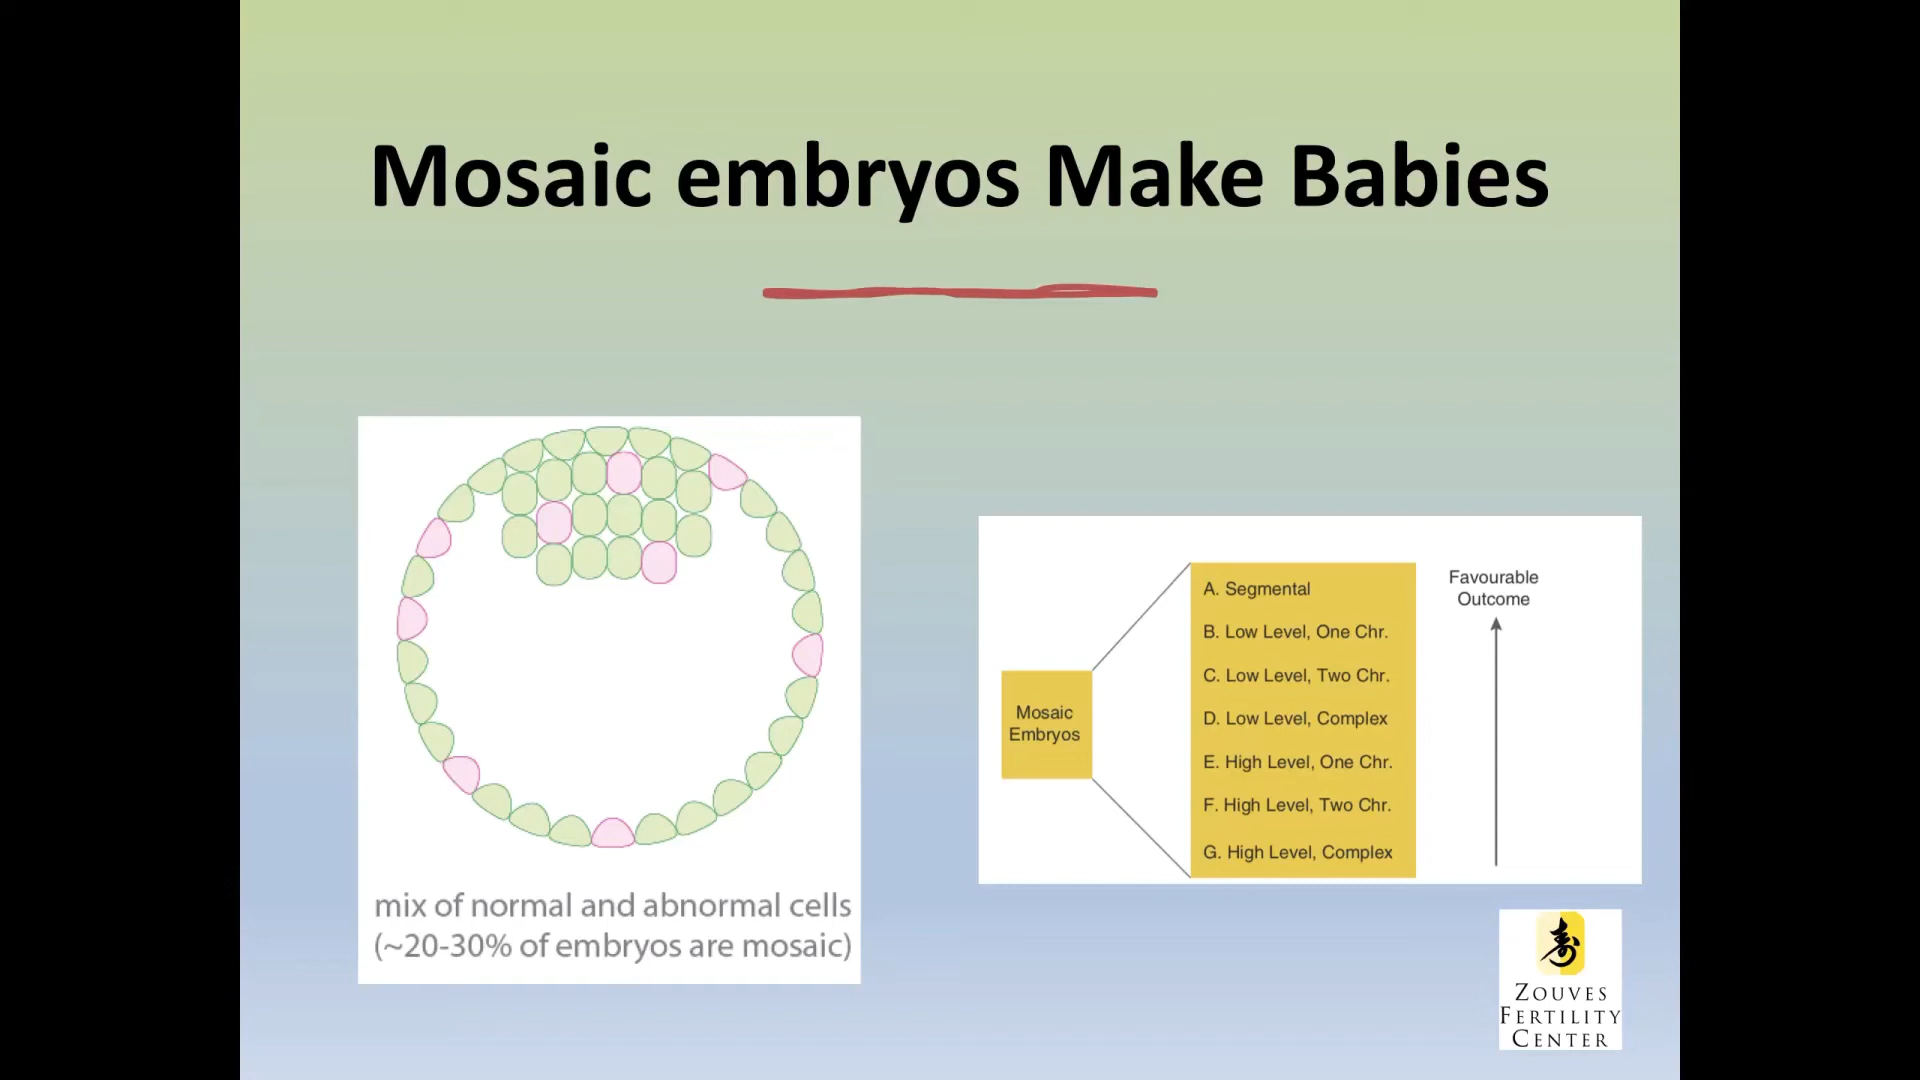 Mosaic embryos Make Babies
mix of normal and abnormal cells
(~20-30% of embryos are mosaic)
Mosaic
Embryos
A. Segmental
B. Low Level, One Chr.
C. Low Level, Two Chr.
D. Low Level, Complex
E. High Level, One Chr.
F. High Level, Two Chr.
G. High Level, Complex
Favourable
Outcome
寿
ZOUVES
FERTILITY
CENTER